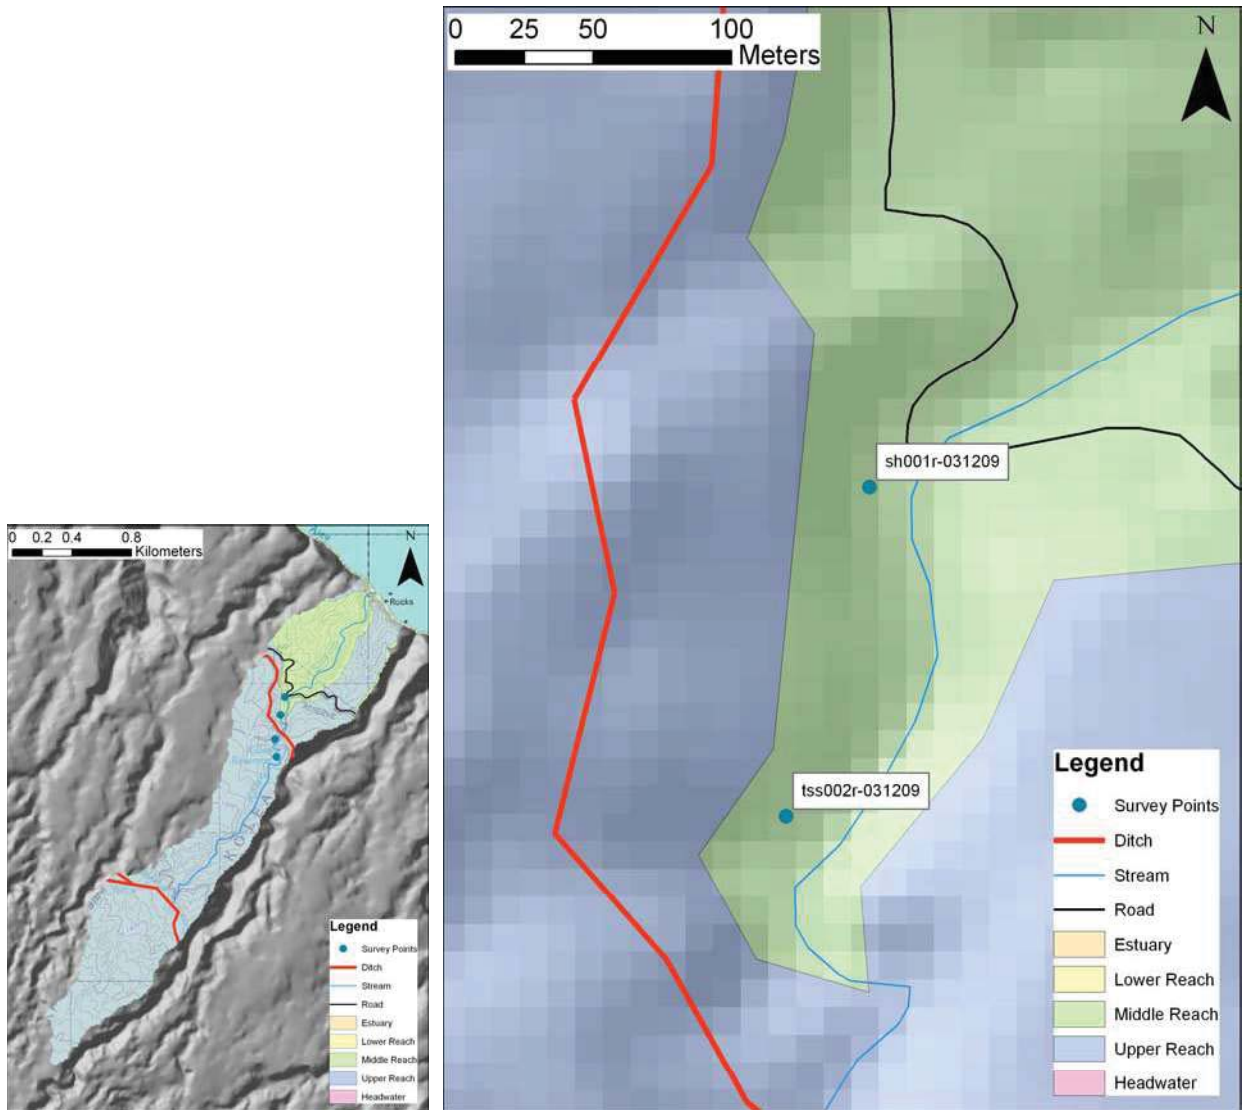 0 0.2 0.4 0.8
Kilometers
N
Rocks
KOLEA
Legend
Survey Points
Ditch
Stream
Road
Estuary
Lower Reach
Middle Reach
Upper Reach
Headwater
0 25 50 100
Meters
N
sh001r-031209
tss002r-031209
Legend
Survey Points
Ditch
Stream
Road
Estuary
Lower Reach
Middle Reach
Upper Reach
Headwater